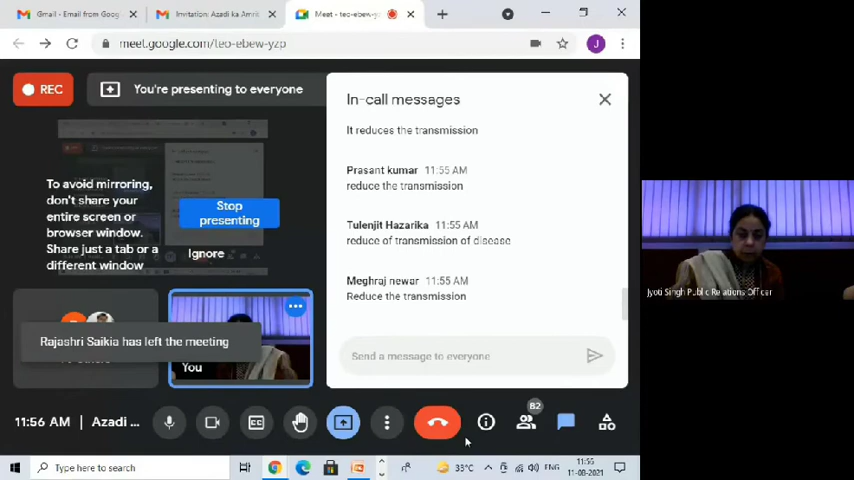 Gmail - Email from Goog
Invitation: Azadi ka Amrit
Meet - teo-ebew-yz
meet.google.com/teo-ebew-yzp
J
REC
You're presenting to everyone
To avoid mirroring,
don't share your
entire screen or
browser window.
Share just a tab or a
different window
Stop
presenting
Ignore
Rajashri Saikia has left the meeting
You
In-call messages
It reduces the transmission
Prasant kumar 11:55 AM
reduce the transmission
Tulenjit Hazarika 11:55 AM
reduce of transmission of disease
Meghraj newar 11:55 AM
Reduce the transmission
Send a message to everyone
Jyoti Singh Public Relations Officer
11:56 AM | Azadi ...
82
Type here to search
33°C
ENG
11:55
11-08-2021